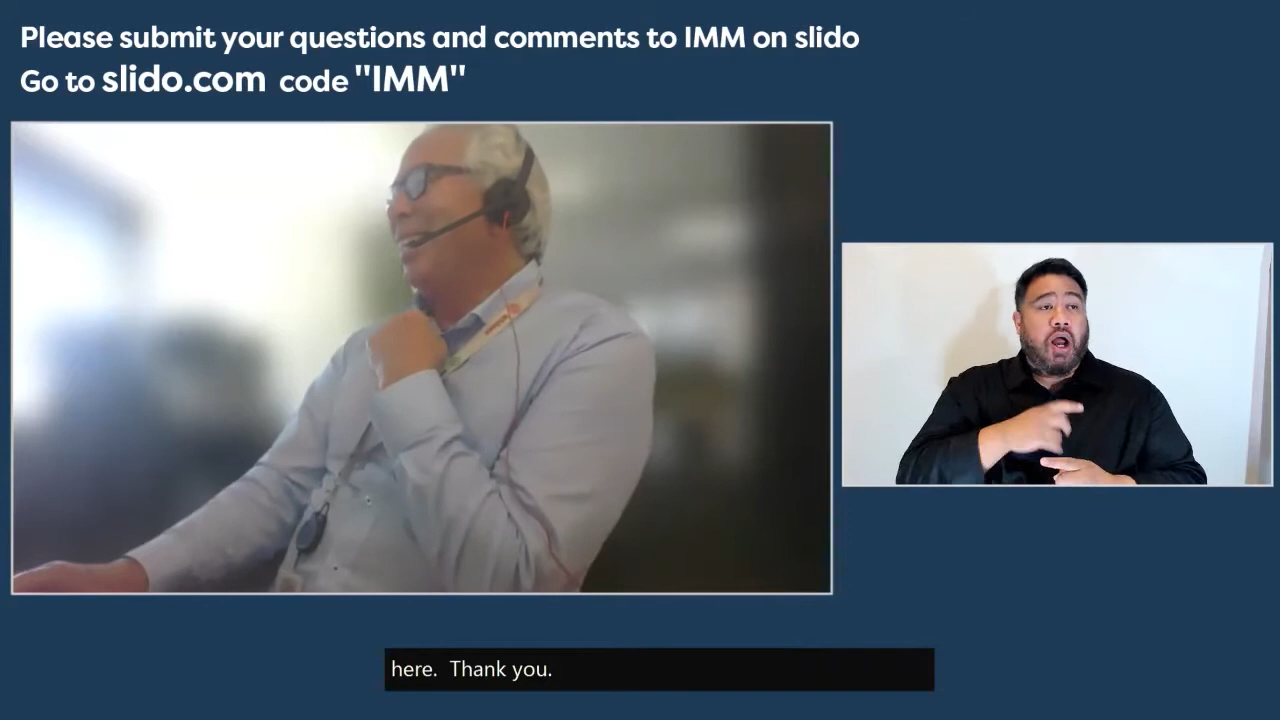 Please submit your questions and comments to IMM on slido
Go to slido.com code "IMM"
here. Thank you.